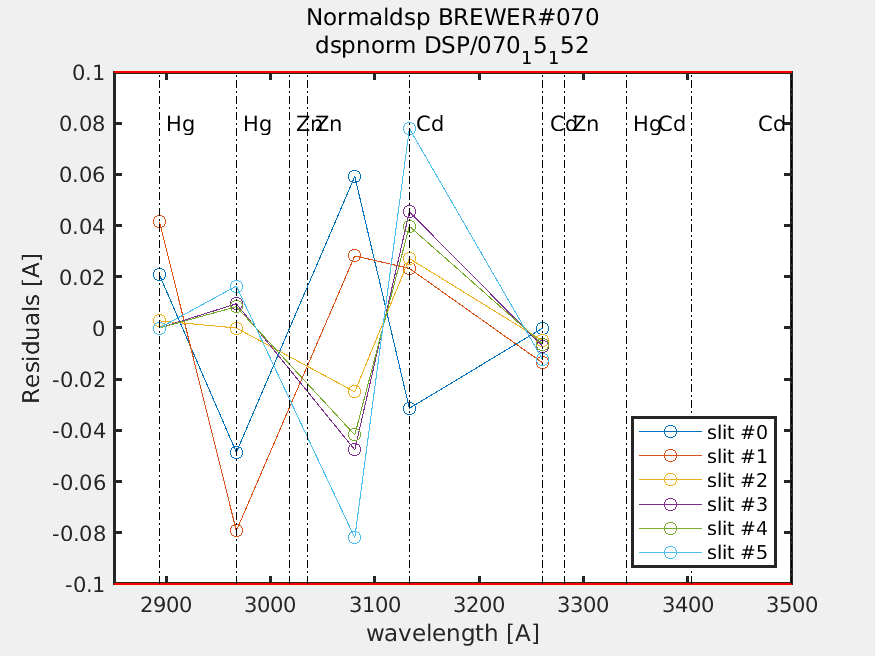 Normaldsp BREWER#070
dspnorm DSP/070₁5₁52
0.1
0.08
0.06
0.04
0.02
0
-0.02
-0.04
-0.06
-0.08
-0.1
Residuals [A]
Hg Hg Zn Zn Cd Cd Zn Hg Cd Cd
slit #0
slit #1
slit #2
slit #3
slit #4
slit #5
2900 3000 3100 3200 3300 3400 3500
wavelength [A]